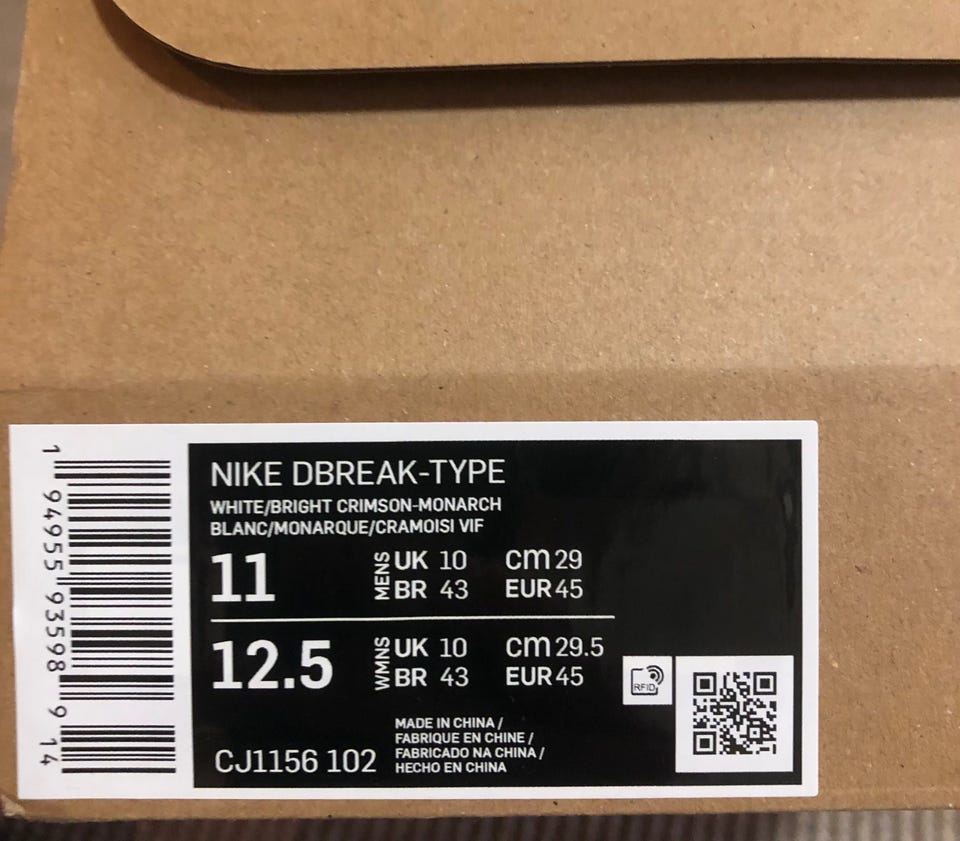 1 94955 93598 9 14
NIKE DBREAK-TYPE
WHITE/BRIGHT CRIMSON-MONARCH
BLANC/MONARQUE/CRAMOISI VIF
11 MENS UK 10 cm 29
BR 43 EUR 45
12.5 WMNS UK 10 cm 29.5
BR 43 EUR 45
RFID
CJ1156 102
MADE IN CHINA /
FABRIQUE EN CHINE /
FABRICADO NA CHINA /
HECHO EN CHINA